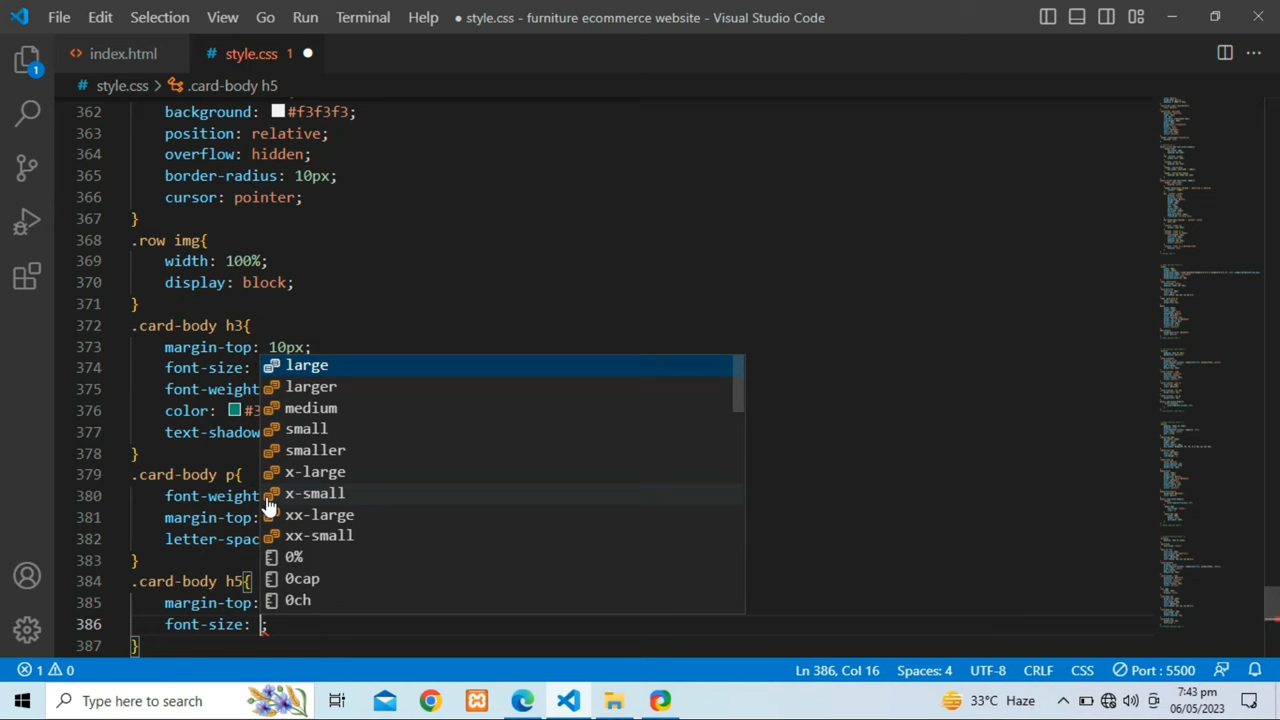 File Edit Selection View Go Run Terminal Help ● style.css - furniture ecommerce website - Visual Studio Code
<> index.html # style.css 1 ●
# style.css > .card-body h5
362 background: #f3f3f3;
363 position: relative;
364 overflow: hidden;
365 border-radius: 10px;
366 cursor: pointer;
367 }
368 .row img{
369 width: 100%;
370 display: block;
371 }
372 .card-body h3{
373 margin-top: 10px;
374 font-size:
large
larger
375 font-weight
medium
376 color: #3
small
377 text-shadow
smaller
378 }
x-large
379 .card-body p{
x-small
380 font-weight
xx-large
381 margin-top:
xx-small
382 letter-spac
0%
383 }
0cap
384 .card-body h5{
0ch
385 margin-top:
386 font-size: ;
387 }
1
1 0 Ln 386, Col 16 Spaces: 4 UTF-8 CRLF CSS Port : 5500
Type here to search 33°C Haze 7:43 pm
06/05/2023